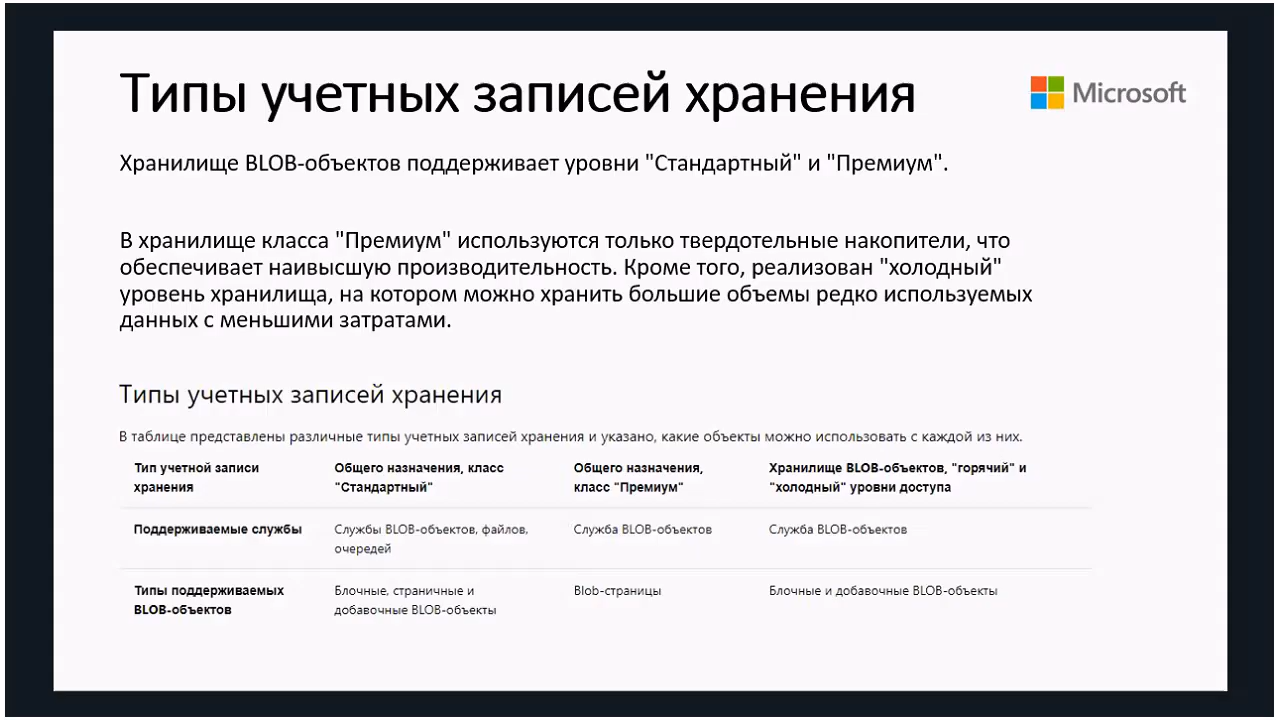 Типы учетных записей хранения
Microsoft
Хранилище BLOB-объектов поддерживает уровни "Стандартный" и "Премиум".
В хранилище класса "Премиум" используются только твердотельные накопители, что
обеспечивает наивысшую производительность. Кроме того, реализован "холодный"
уровень хранилища, на котором можно хранить большие объемы редко используемых
данных с меньшими затратами.
Типы учетных записей хранения
В таблице представлены различные типы учетных записей хранения и указано, какие объекты можно использовать с каждой из них.
Тип учетной записи
хранения
Общего назначения, класс
"Стандартный"
Общего назначения,
класс "Премиум"
Хранилище BLOB-объектов, "горячий" и
"холодный" уровни доступа
Поддерживаемые службы
Службы BLOB-объектов, файлов,
очередей
Служба BLOB-объектов
Служба BLOB-объектов
Типы поддерживаемых
BLOB-объектов
Блочные, страничные и
добавочные BLOB-объекты
Blob-страницы
Блочные и добавочные BLOB-объекты